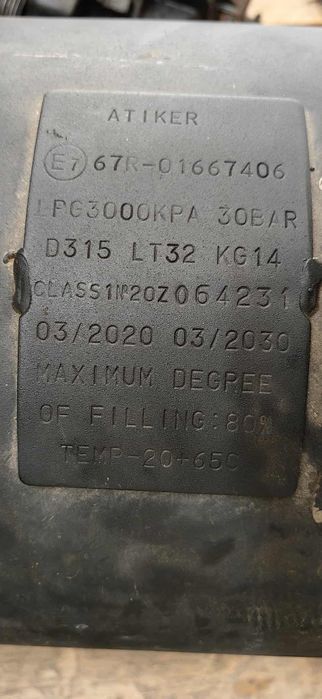 ATIKER
E7 67R-01667406
LPG3000KPA 30BAR
D315 LT32 KG14
CLASS1№20Z064231
03/2020 03/2030
MAXIMUM DEGREE
OF FILLING:80%
TEMP-20+65C